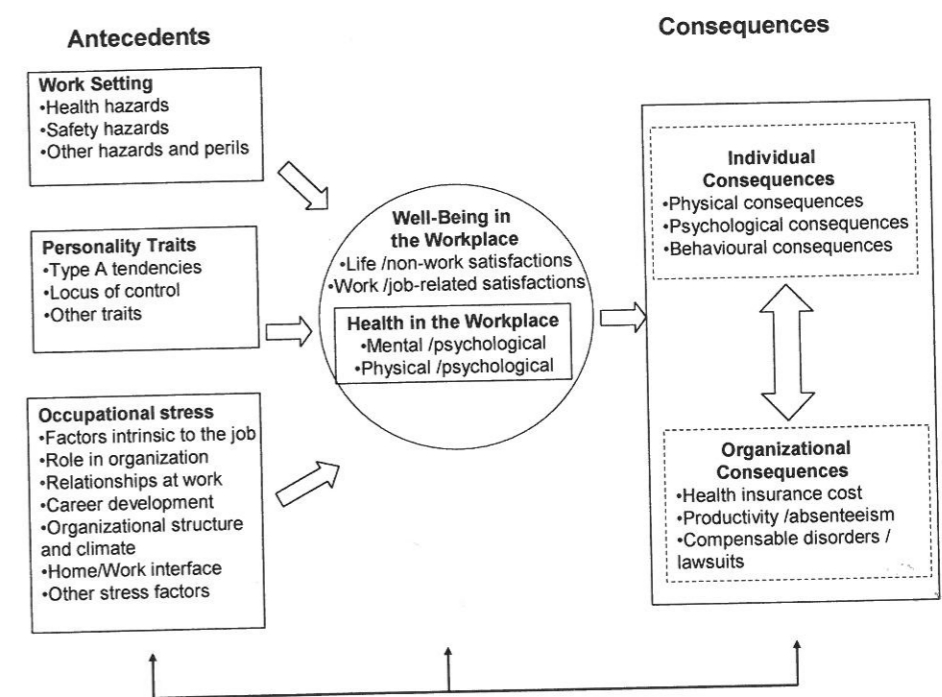 Antecedents
Work Setting
•Health hazards
•Safety hazards
•Other hazards and perils
Personality Traits
•Type A tendencies
•Locus of control
•Other traits
Occupational stress
•Factors intrinsic to the job
•Role in organization
•Relationships at work
•Career development
•Organizational structure
and climate
•Home/Work interface
•Other stress factors
Well-Being in
the Workplace
•Life /non-work satisfactions
•Work /job-related satisfactions
Health in the Workplace
•Mental /psychological
•Physical /psychological
Consequences
Individual
Consequences
•Physical consequences
•Psychological consequences
•Behavioural consequences
Organizational
Consequences
•Health insurance cost
•Productivity /absenteeism
•Compensable disorders /
lawsuits